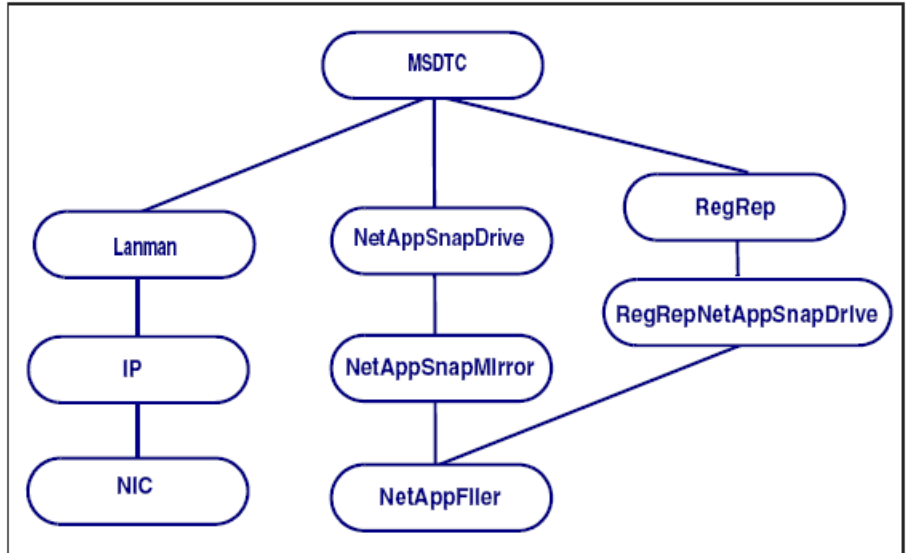 MSDTC
RegRep
Lanman
NetAppSnapDrive
RegRepNetAppSnapDrIve
IP
NetAppSnapMIrror
NIC
NetAppFIler